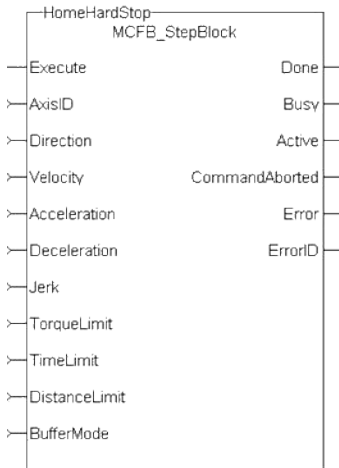 HomeHardStop
MCFB_StepBlock
Execute Done
AxisID Busy
Direction Active
Velocity CommandAborted
Acceleration Error
Deceleration ErrorID
Jerk
TorqueLimit
TimeLimit
DistanceLimit
BufferMode